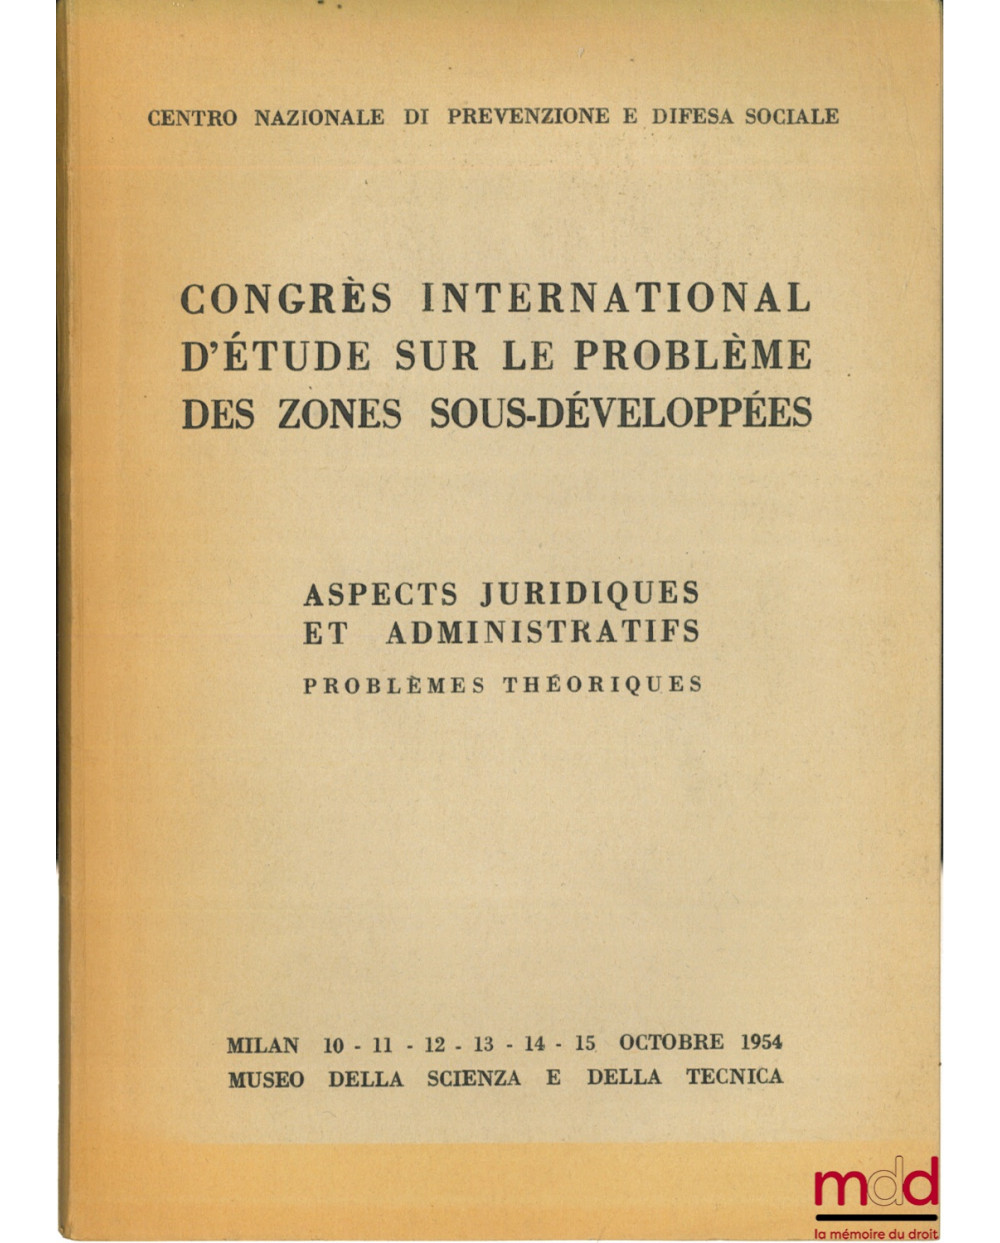 CENTRO NAZIONALE DI PREVENZIONE E DIFESA SOCIALE
CONGRÈS INTERNATIONAL
D'ÉTUDE SUR LE PROBLÈME
DES ZONES SOUS-DÉVELOPPÉES
ASPECTS JURIDIQUES
ET ADMINISTRATIFS
PROBLÈMES THÉORIQUES
MILAN 10 - 11 - 12 - 13 - 14 - 15 OCTOBRE 1954
MUSEO DELLA SCIENZA E DELLA TECNICA
mdd
la mémoire du droit